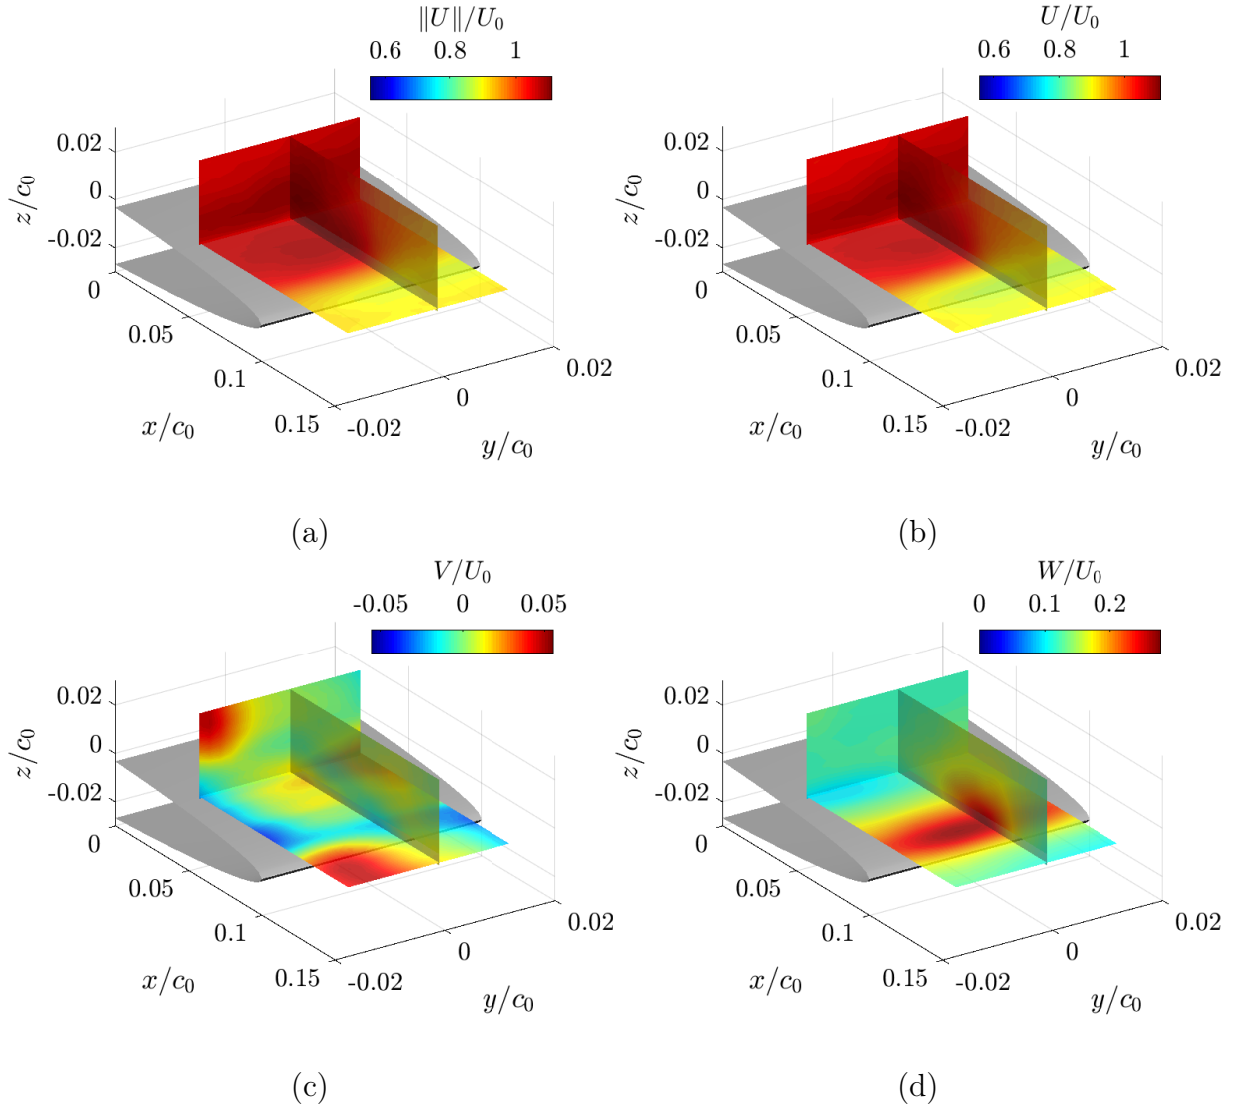 ‖U‖/U₀
0.6 0.8 1
0.02
0
-0.02
z/c₀
0
0.05
0.1
0.15
x/c₀
-0.02
0
0.02
y/c₀
(a)
U/U₀
0.6 0.8 1
0.02
0
-0.02
z/c₀
0
0.05
0.1
0.15
x/c₀
-0.02
0
0.02
y/c₀
(b)
V/U₀
-0.05 0 0.05
0.02
0
-0.02
z/c₀
0
0.05
0.1
0.15
x/c₀
-0.02
0
0.02
y/c₀
(c)
W/U₀
0 0.1 0.2
0.02
0
-0.02
z/c₀
0
0.05
0.1
0.15
x/c₀
-0.02
0
0.02
y/c₀
(d)